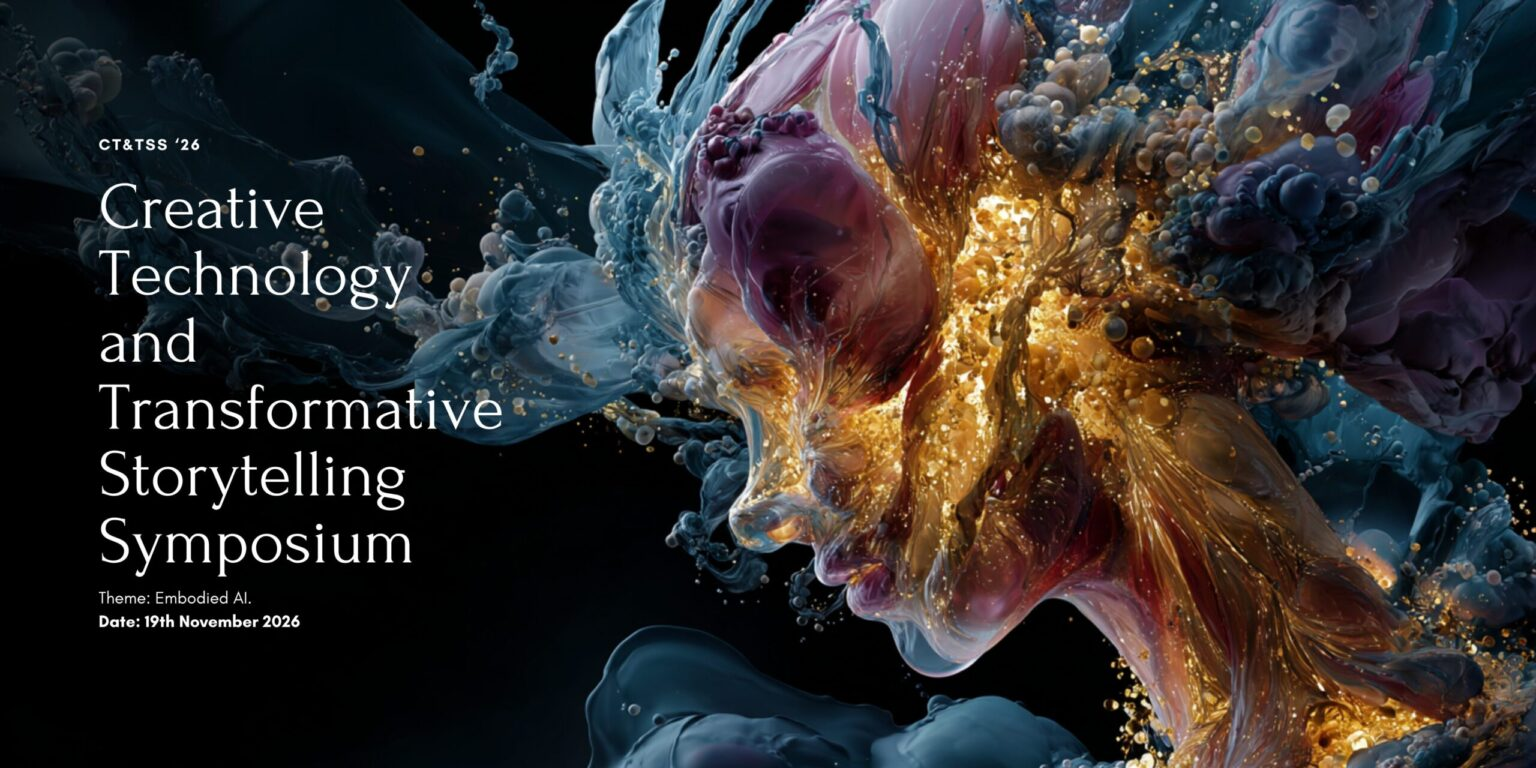 CT&TSS ‘26
Creative
Technology
and
Transformative
Storytelling
Symposium
Theme: Embodied AI.
Date: 19th November 2026